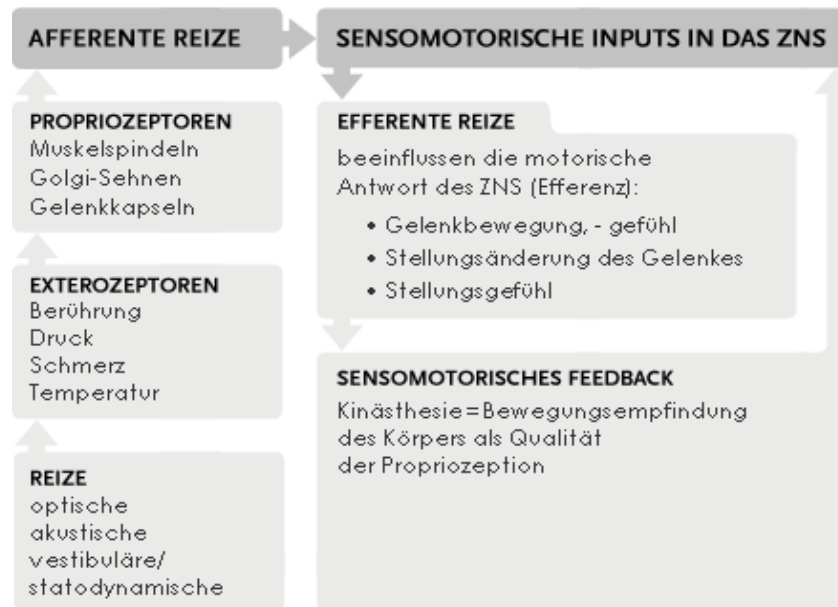 AFFERENTE REIZE
PROPRIOZEPTOREN
Muskelspindeln
Golgi-Sehnen
Gelenkkapseln
EXTEROZEPTOREN
Berührung
Druck
Schmerz
Temperatur
REIZE
optische
akustische
vestibuläre/
statodynamische
SENSOMOTORISCHE INPUTS IN DAS ZNS
EFFERENTE REIZE
beeinflussen die motorische
Antwort des ZNS (Efferenz):
• Gelenkbewegung, - gefühl
• Stellungsänderung des Gelenkes
• Stellungsgefühl
SENSOMOTORISCHES FEEDBACK
Kinästhesie=Bewegungsempfindung
des Körpers als Qualität
der Propriozeption